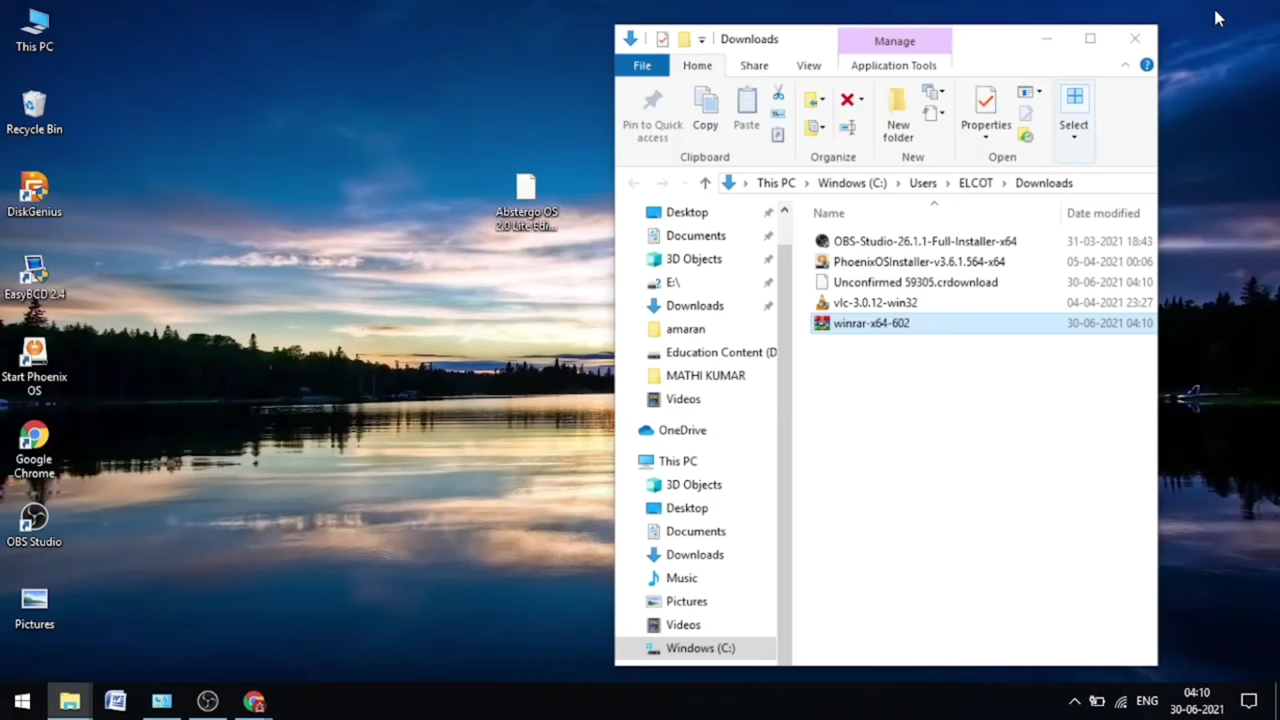 This PC
Recycle Bin
DiskGenius
EasyBCD 2.4
Start Phoenix
OS
Google
Chrome
OBS Studio
Pictures
Abstergo OS
2.0 Lite Edi...
Downloads
Manage
File
Home
Share
View
Application Tools
Pin to Quick
access
Copy
Paste
New
folder
Properties
Select
Clipboard
Organize
New
Open
This PC
Windows (C:)
Users
ELCOT
Downloads
Desktop
Documents
3D Objects
E:\
Downloads
amaran
Education Content (D
MATHI KUMAR
Videos
OneDrive
This PC
3D Objects
Desktop
Documents
Downloads
Music
Pictures
Videos
Windows (C:)
Name Date modified
OBS-Studio-26.1.1-Full-Installer-x64 31-03-2021 18:43
PhoenixOSInstaller-v3.6.1.564-x64 05-04-2021 00:06
Unconfirmed 59305.crdownload 30-06-2021 04:10
vlc-3.0.12-win32 04-04-2021 23:27
winrar-x64-602 30-06-2021 04:10
ENG
04:10
30-06-2021